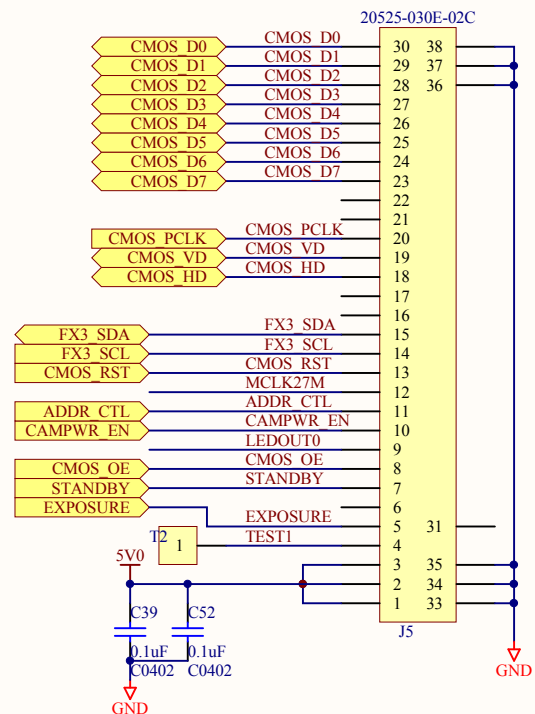 20525-030E-02C
CMOS_D0 CMOS_D0 30 38
CMOS_D1 CMOS_D1 29 37
CMOS_D2 CMOS_D2 28 36
CMOS_D3 CMOS_D3 27
CMOS_D4 CMOS_D4 26
CMOS_D5 CMOS_D5 25
CMOS_D6 CMOS_D6 24
CMOS_D7 CMOS_D7 23
22
21
CMOS_PCLK CMOS_PCLK 20
CMOS_VD CMOS_VD 19
CMOS_HD CMOS_HD 18
17
16
FX3_SDA FX3_SDA 15
FX3_SCL FX3_SCL 14
CMOS_RST CMOS_RST 13
MCLK27M 12
ADDR_CTL ADDR_CTL 11
CAMPWR_EN CAMPWR_EN 10
LEDOUT0 9
CMOS_OE CMOS_OE 8
STANDBY STANDBY 7
EXPOSURE 6
EXPOSURE 5 31
T2 1 TEST1 4
5V0 3 35
2 34
1 33
C39 C52
J5
0.1uF 0.1uF
C0402 C0402
GND
GND